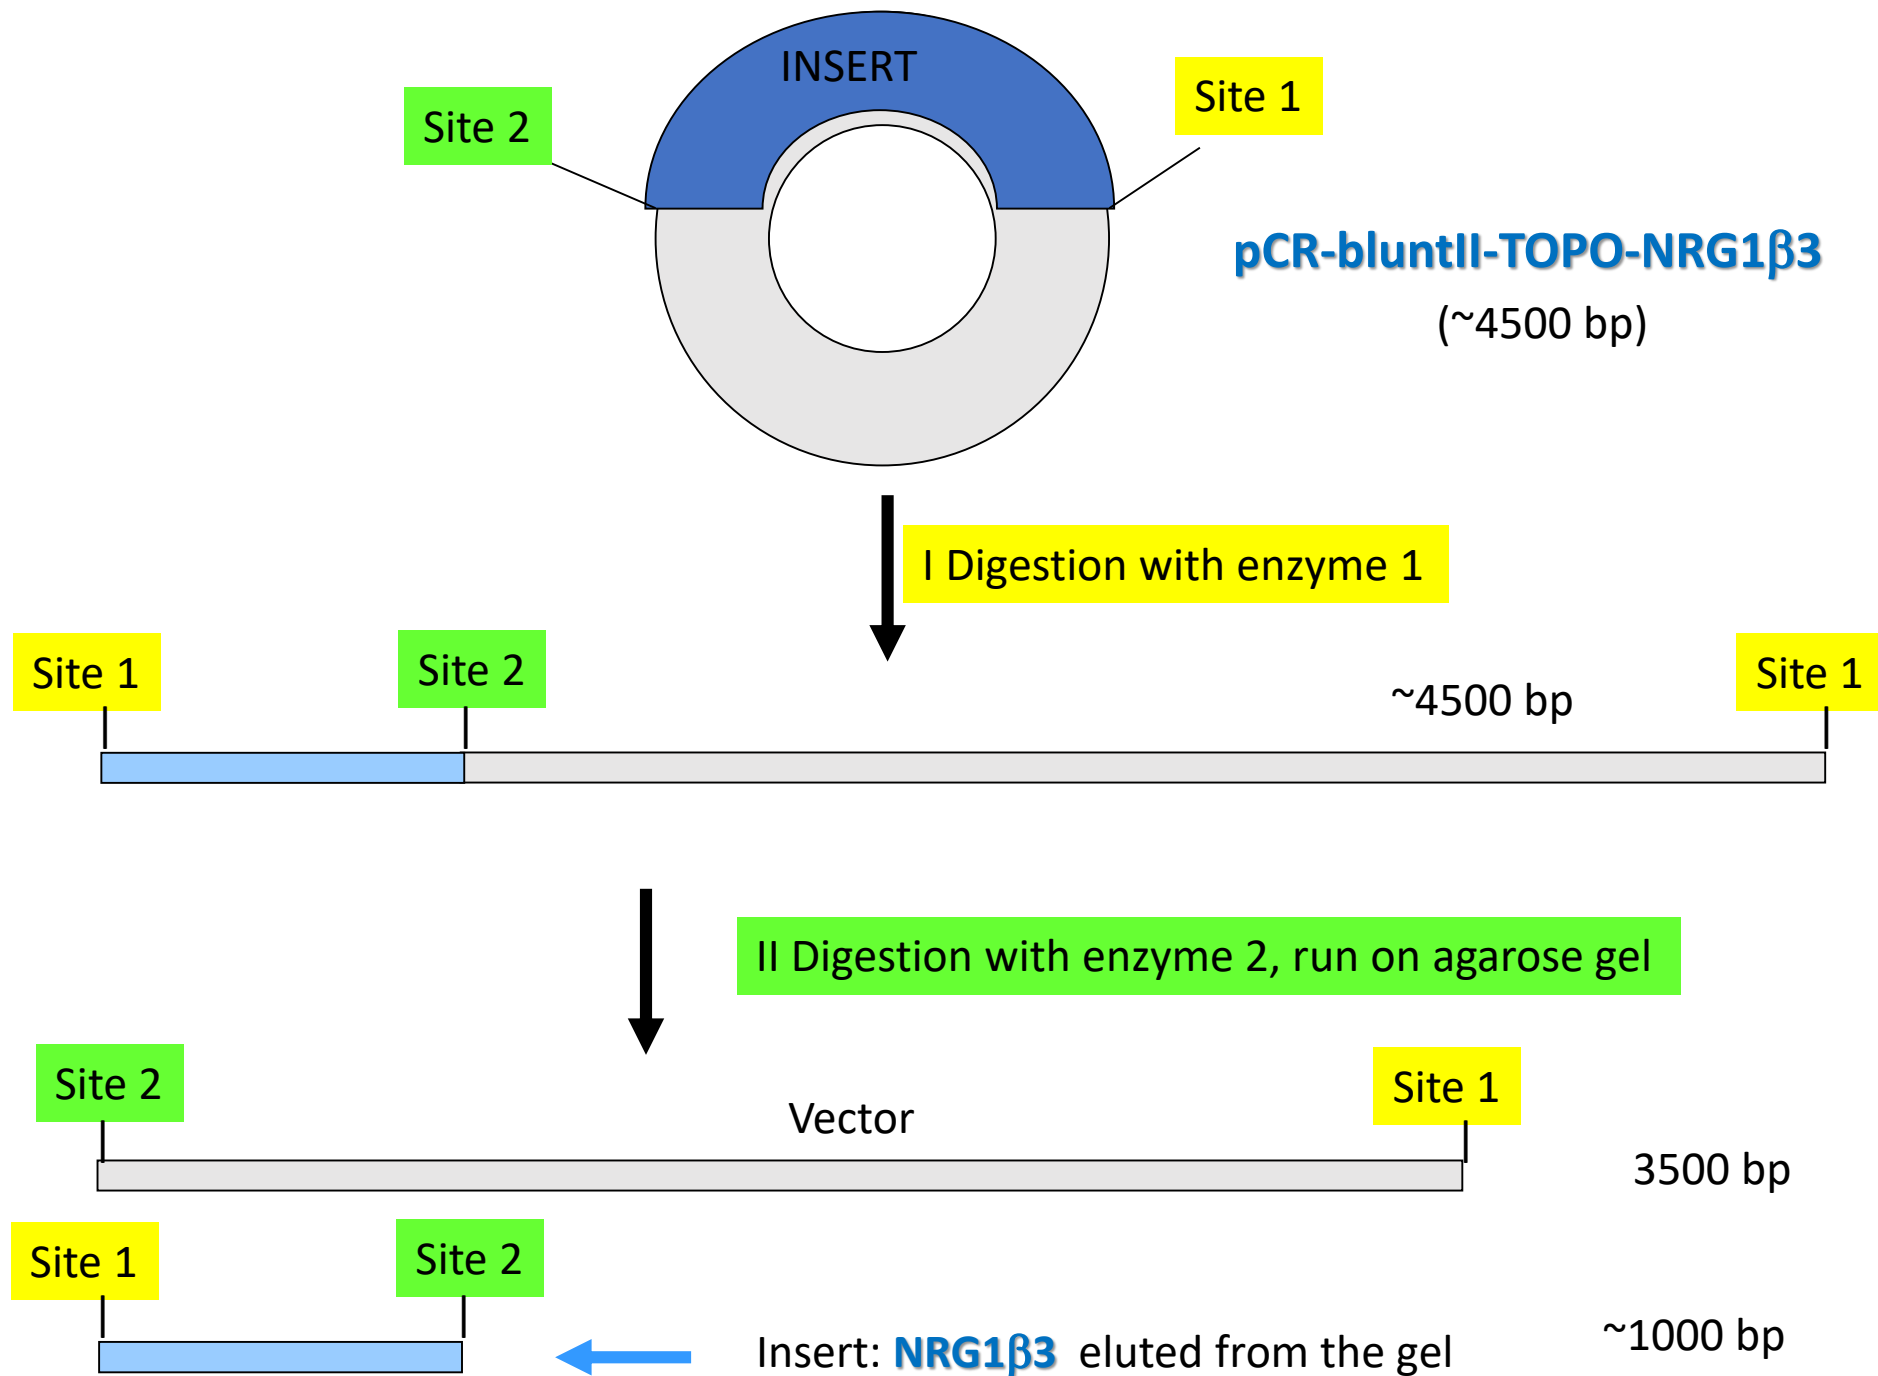 INSERT
Site 1
Site 2
pCR-bluntII-TOPO-NRG1β3
(~4500 bp)
I Digestion with enzyme 1
Site 1
Site 2
~4500 bp
Site 1
II Digestion with enzyme 2, run on agarose gel
Site 2
Vector
Site 1
3500 bp
Site 1
Site 2
Insert: NRG1β3 eluted from the gel
~1000 bp